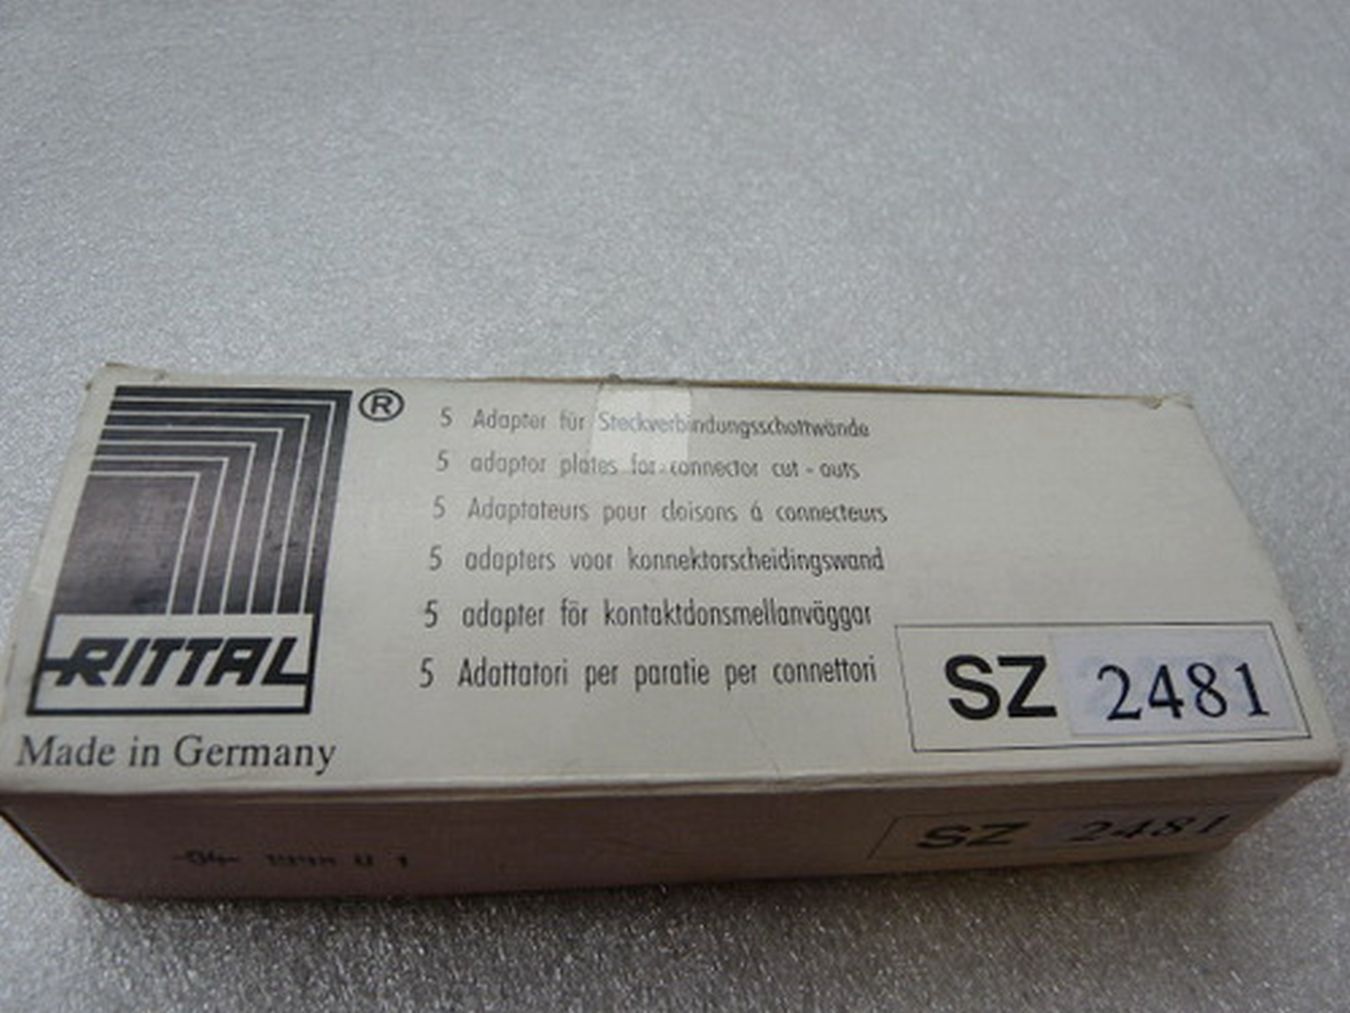 ®
5 Adapter für Steckverbindungsschottwände
5 adaptor plates for connector cut - outs
5 Adaptateurs pour cloisons á connecteurs
5 adapters voor konnektorscheidingswand
5 adapter för kontaktdonsmellanväggar
5 Adattatori per paratie per connettori
RITTAL
SZ 2481
Made in Germany
SZ 2481